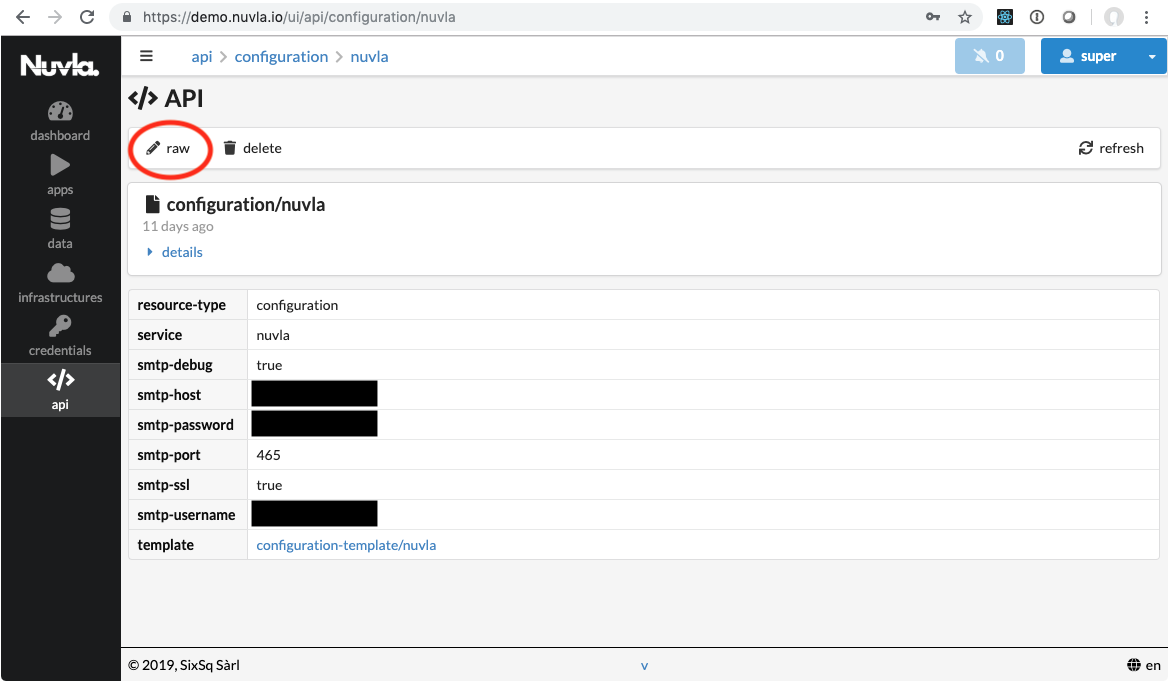 https://demo.nuvla.io/ui/api/configuration/nuvla
Nuvla.
api > configuration > nuvla
0
super
</> API
raw
delete
refresh
configuration/nuvla
11 days ago
details
dashboard
apps
data
infrastructures
credentials
</>
api
resource-type configuration
service nuvla
smtp-debug true
smtp-host
smtp-password
smtp-port 465
smtp-ssl true
smtp-username
template configuration-template/nuvla
© 2019, SixSq Sàrl
v
en